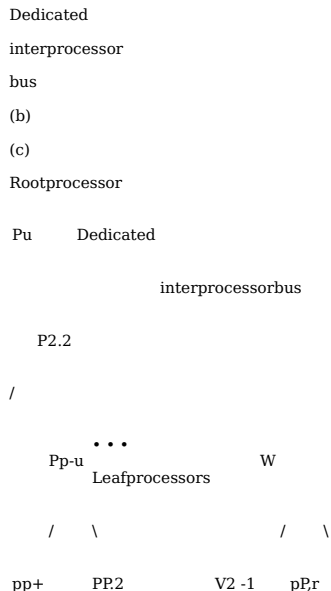 Dedicated
interprocessor
bus
(b)
(c)
Rootprocessor
Pu Dedicated
interprocessorbus
P2.2
/
• • •
Pp-u W
Leafprocessors
/ \ / \
pp+ PP.2 V2 -1 pP,r